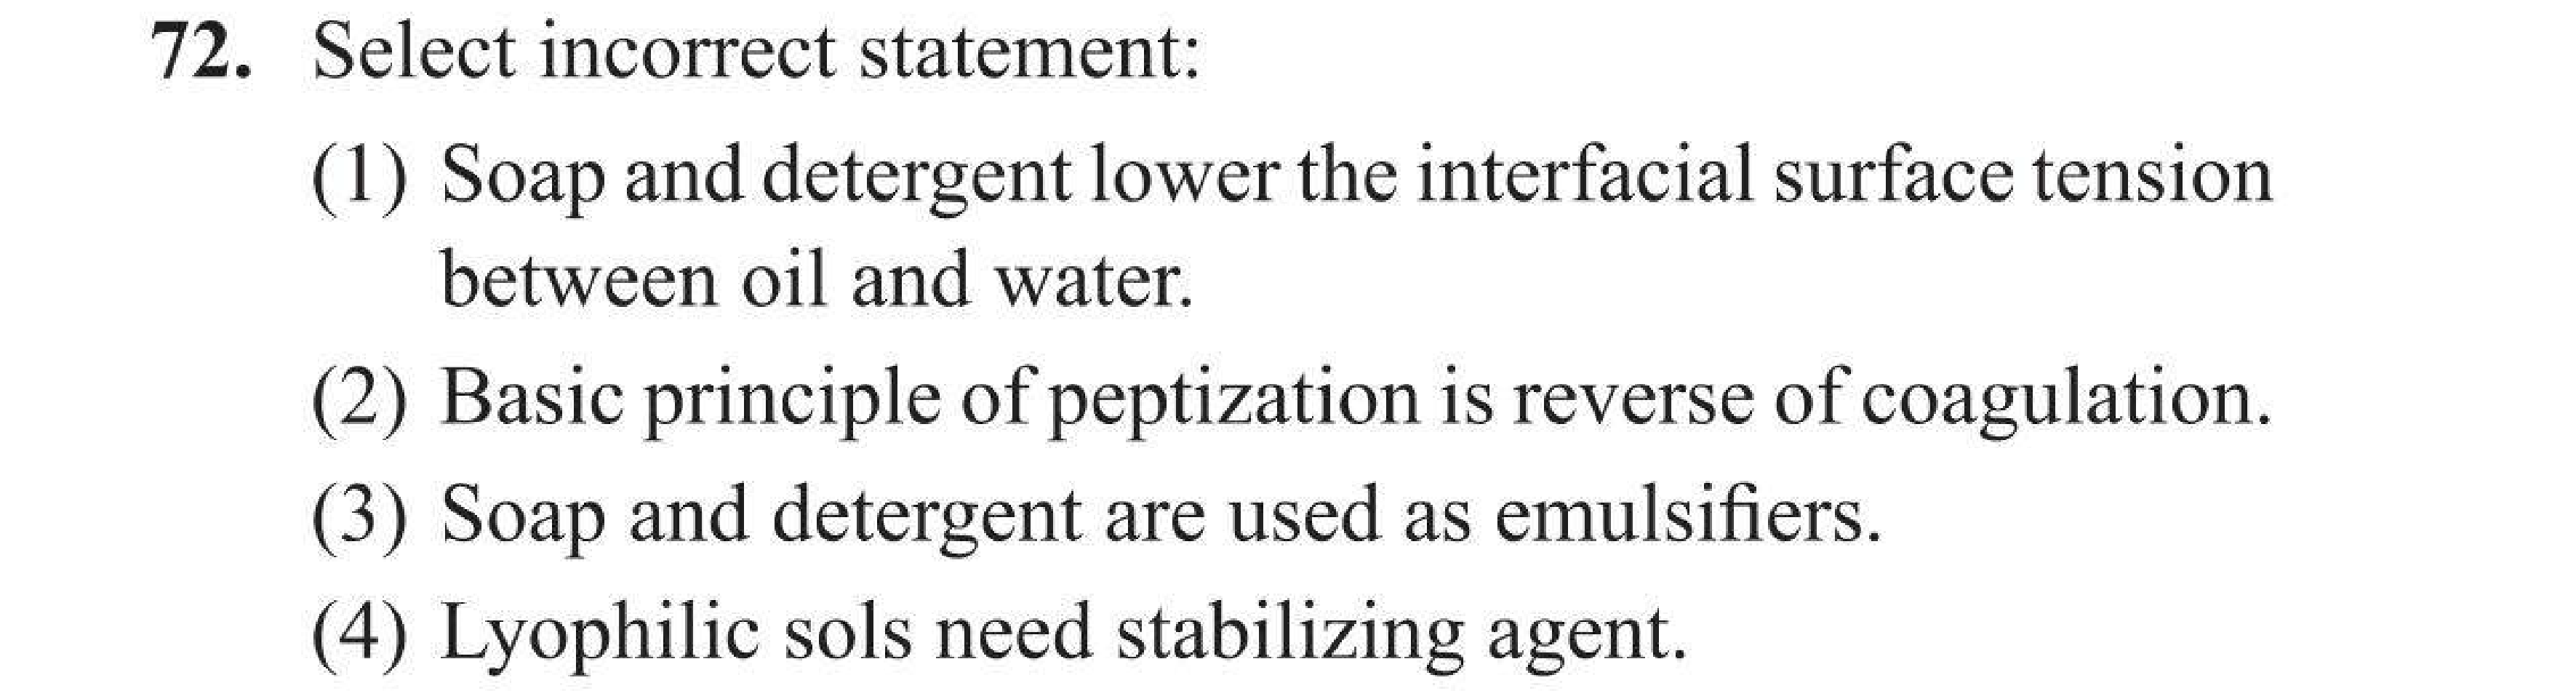 72. Select incorrect statement:
(1) Soap and detergent lower the interfacial surface tension
between oil and water.
(2) Basic principle of peptization is reverse of coagulation.
(3) Soap and detergent are used as emulsifiers.
(4) Lyophilic sols need stabilizing agent.